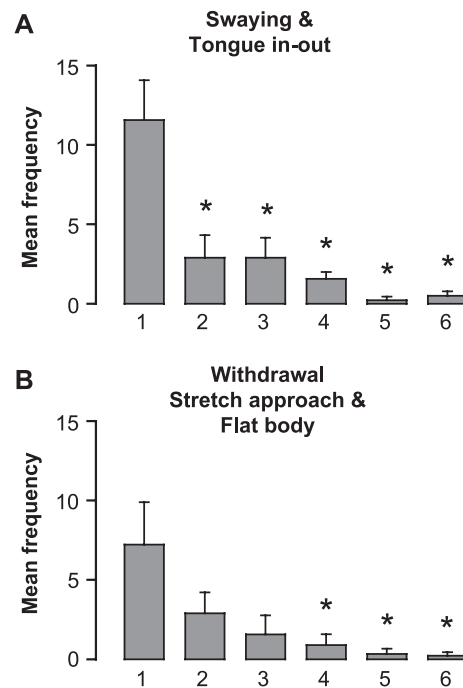 A
Swaying &
Tongue in-out
Mean frequency
15
10
5
0
*
*
*
*
*
1 2 3 4 5 6
B
Withdrawal
Stretch approach &
Flat body
Mean frequency
15
10
5
0
*
*
*
1 2 3 4 5 6